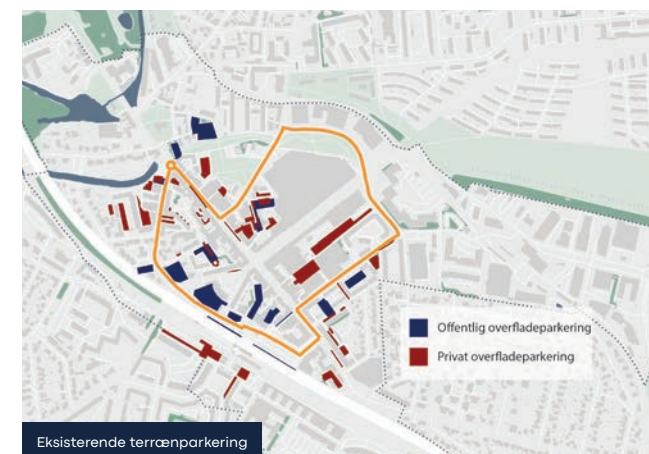 Offentlig overfladeparkering
Privat overfladeparkering
Eksisterende terrænparkering